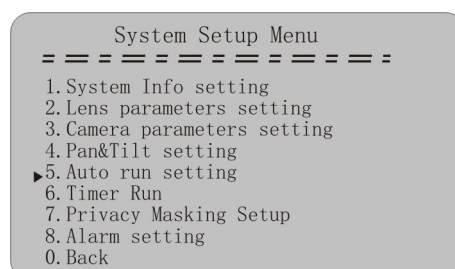 System Setup Menu
1. System Info setting
2. Lens parameters setting
3. Camera parameters setting
4. Pan&Tilt setting
5. Auto run setting
6. Timer Run
7. Privacy Masking Setup
8. Alarm setting
0. Back